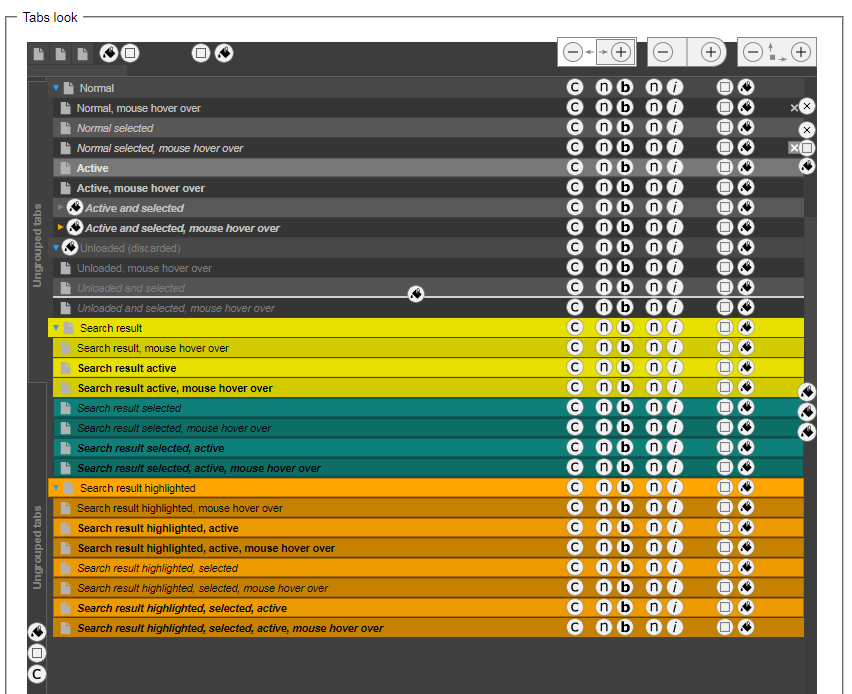 Tabs look
Normal C n b n i
Normal, mouse hover over C n b n i
Normal selected C n b n i
Normal selected, mouse hover over C n b n i
Active C n b n i
Active, mouse hover over C n b n i
Active and selected C n b n i
Active and selected, mouse hover over C n b n i
Unloaded (discarded) C n b n i
Unloaded, mouse hover over C n b n i
Unloaded and selected C n b n i
Unloaded and selected, mouse hover over C n b n i
Search result C n b n i
Search result, mouse hover over C n b n i
Search result active C n b n i
Search result active, mouse hover over C n b n i
Search result selected C n b n i
Search result selected, mouse hover over C n b n i
Search result selected, active C n b n i
Search result selected, active, mouse hover over C n b n i
Search result highlighted C n b n i
Search result highlighted, mouse hover over C n b n i
Search result highlighted, active C n b n i
Search result highlighted, active, mouse hover over C n b n i
Search result highlighted, selected C n b n i
Search result highlighted, selected, mouse hover over C n b n i
Search result highlighted, selected, active C n b n i
Search result highlighted, selected, active, mouse hover over C n b n i
Ungrouped tabs
Ungrouped tabs
C